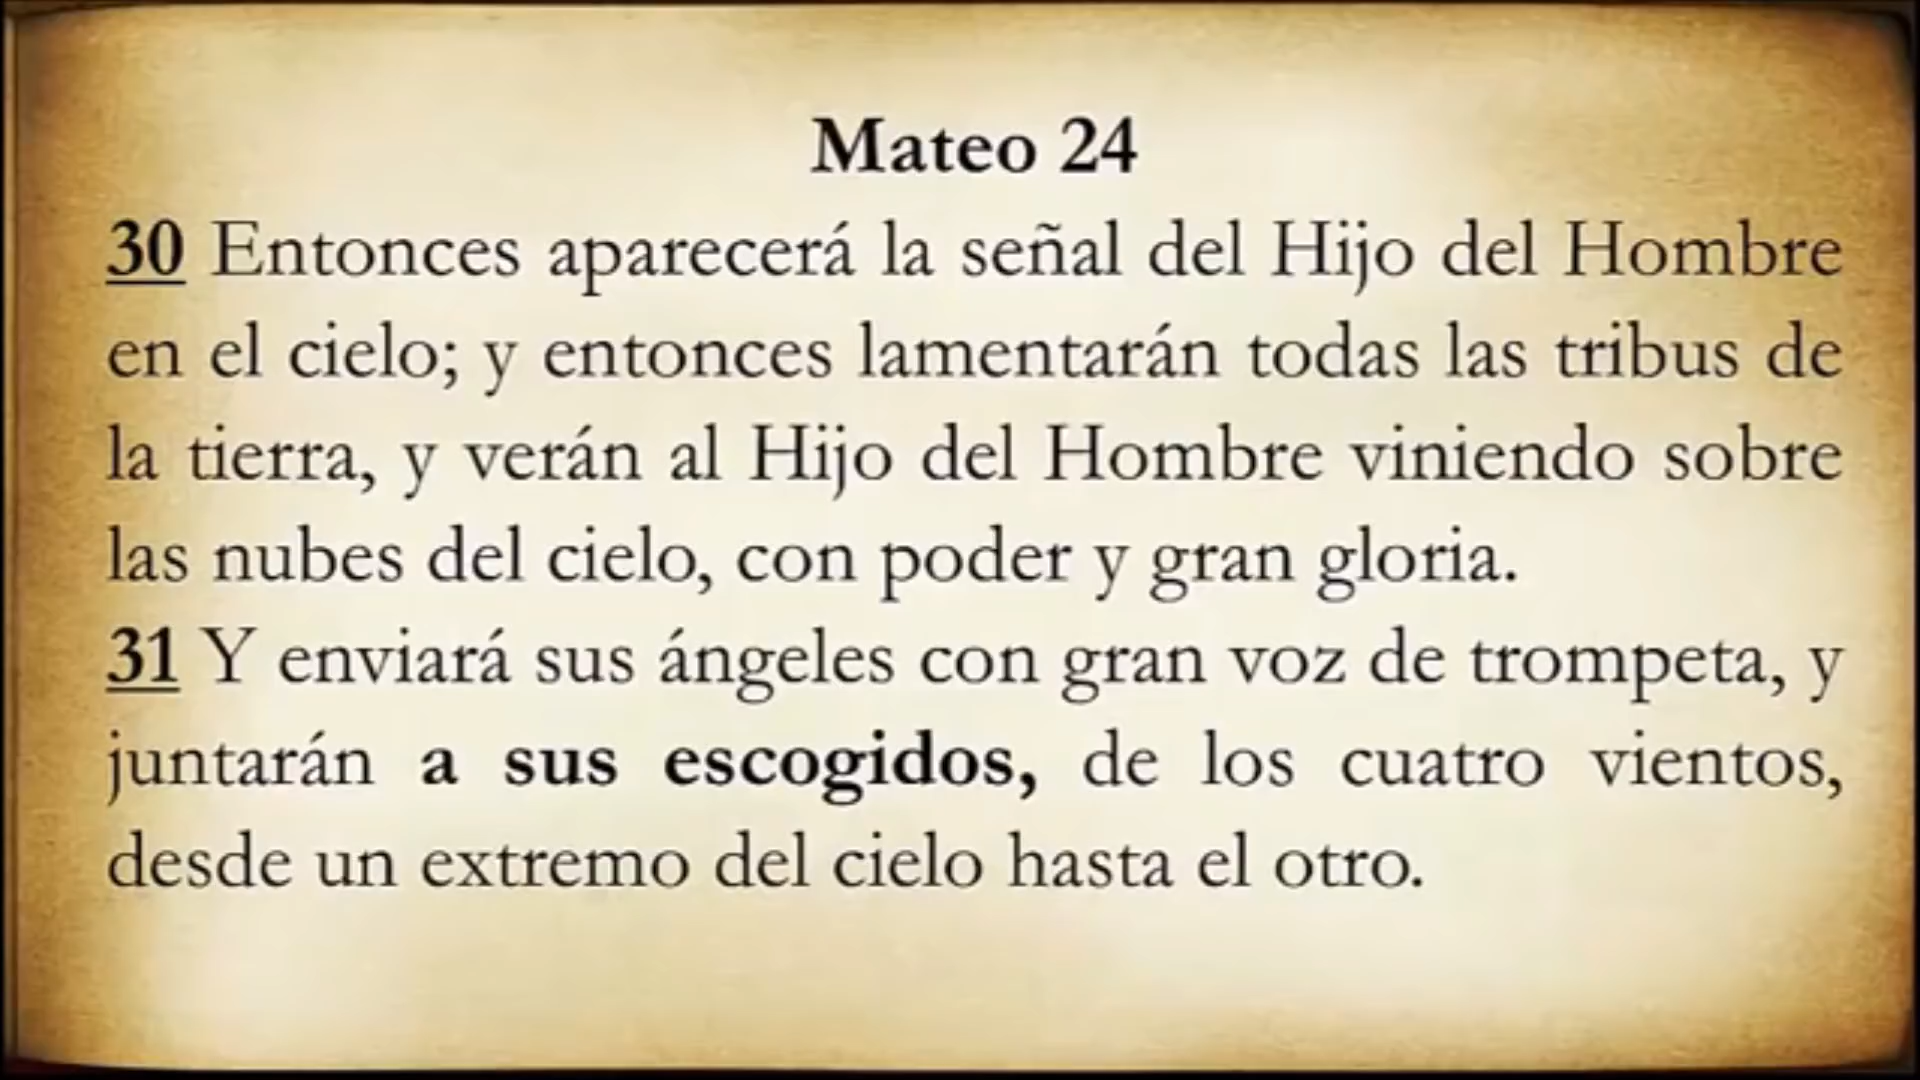 Mateo 24
30 Entonces aparecerá la señal del Hijo del Hombre
en el cielo; y entonces lamentarán todas las tribus de
la tierra, y verán al Hijo del Hombre viniendo sobre
las nubes del cielo, con poder y gran gloria.
31 Y enviará sus ángeles con gran voz de trompeta, y
juntarán a sus escogidos, de los cuatro vientos,
desde un extremo del cielo hasta el otro.